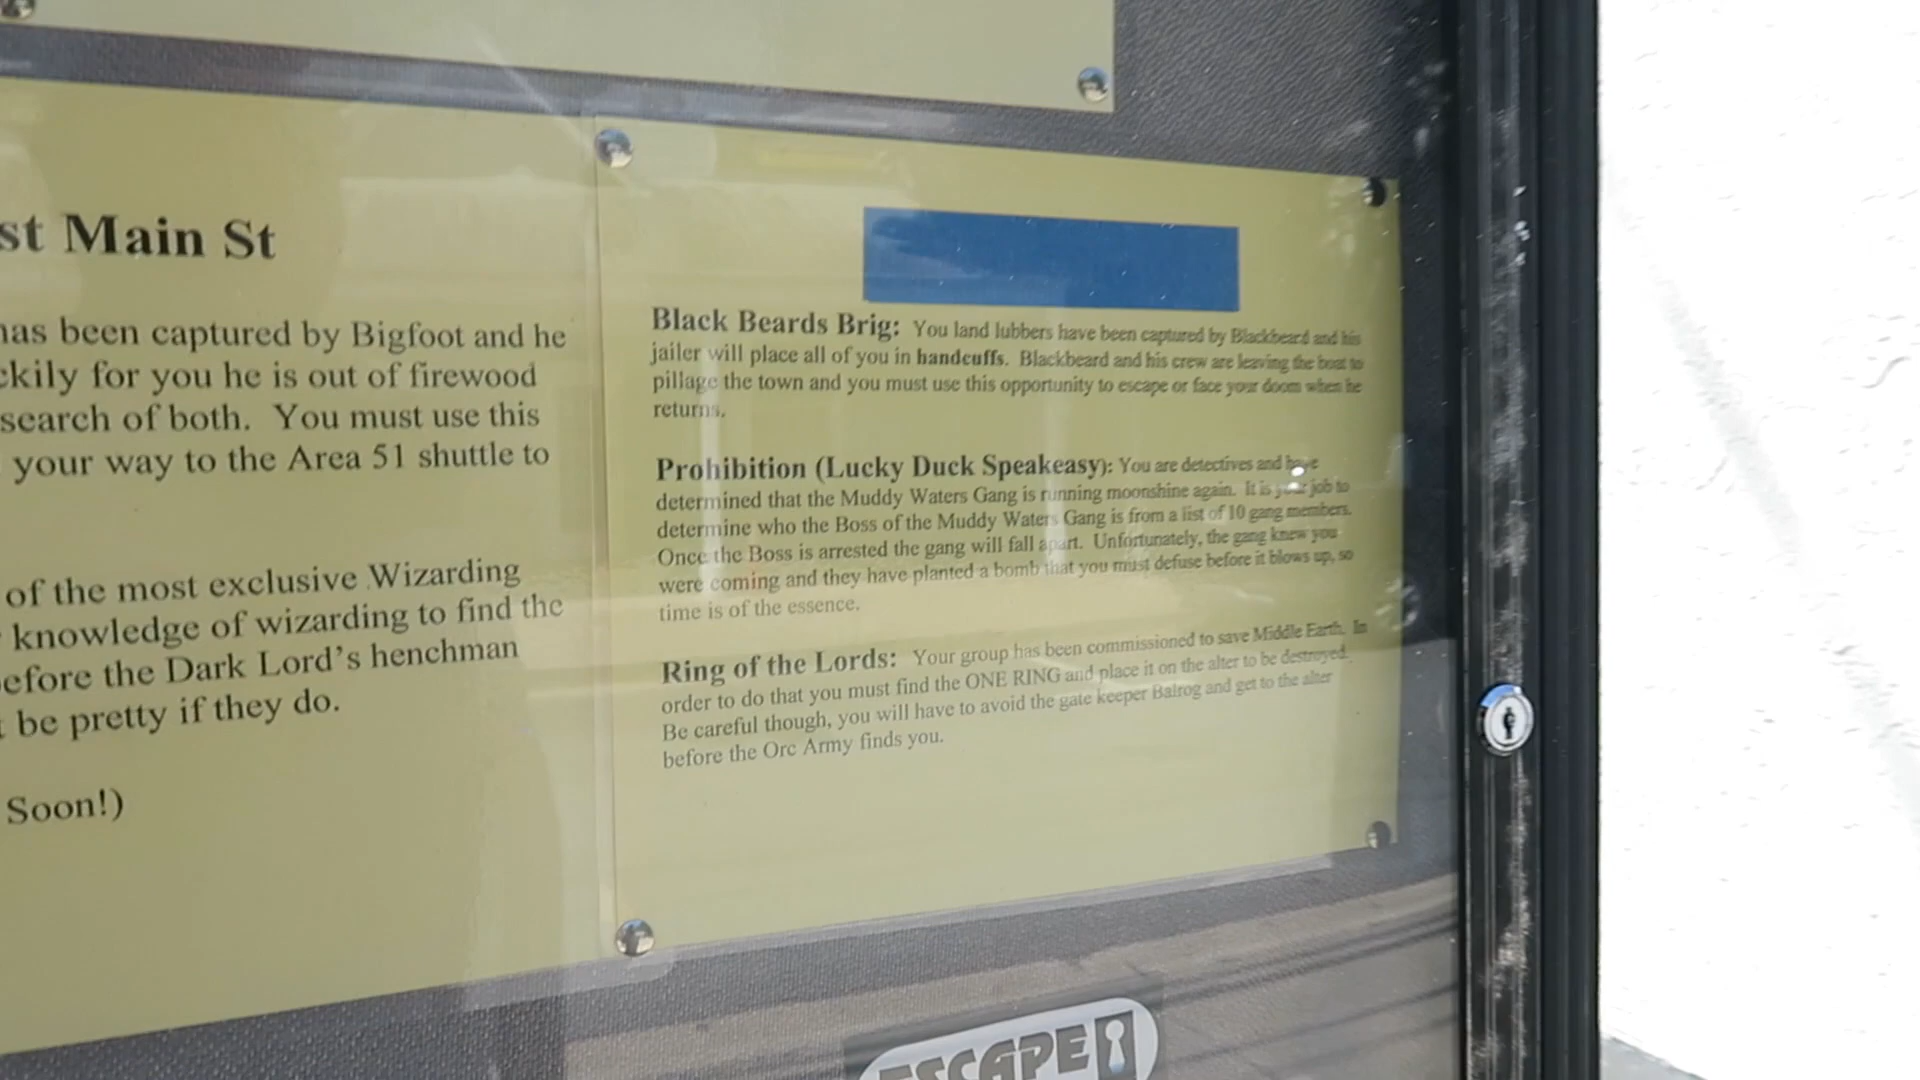 st Main St
has been captured by Bigfoot and he
ckily for you he is out of firewood
search of both. You must use this
your way to the Area 51 shuttle to
of the most exclusive Wizarding
knowledge of wizarding to find the
efore the Dark Lord's henchman
be pretty if they do.
Soon!)
Black Beards Brig: You land lubbers have been captured by Blackbeard and his
jailer will place all of you in handcuffs. Blackbeard and his crew are leaving the boat to
pillage the town and you must use this opportunity to escape or face your doom when he
returns.
Prohibition (Lucky Duck Speakeasy): You are detectives and have
determined that the Muddy Waters Gang is running moonshine again. It is your job to
determine who the Boss of the Muddy Waters Gang is from a list of 10 gang members.
Once the Boss is arrested the gang will fall apart. Unfortunately, the gang knew you
were coming and they have planted a bomb that you must defuse before it blows up, so
time is of the essence.
Ring of the Lords: Your group has been commissioned to save Middle Earth. In
order to do that you must find the ONE RING and place it on the alter to be destroyed.
Be careful though, you will have to avoid the gate keeper Balrog and get to the alter
before the Orc Army finds you.
ESCAPE